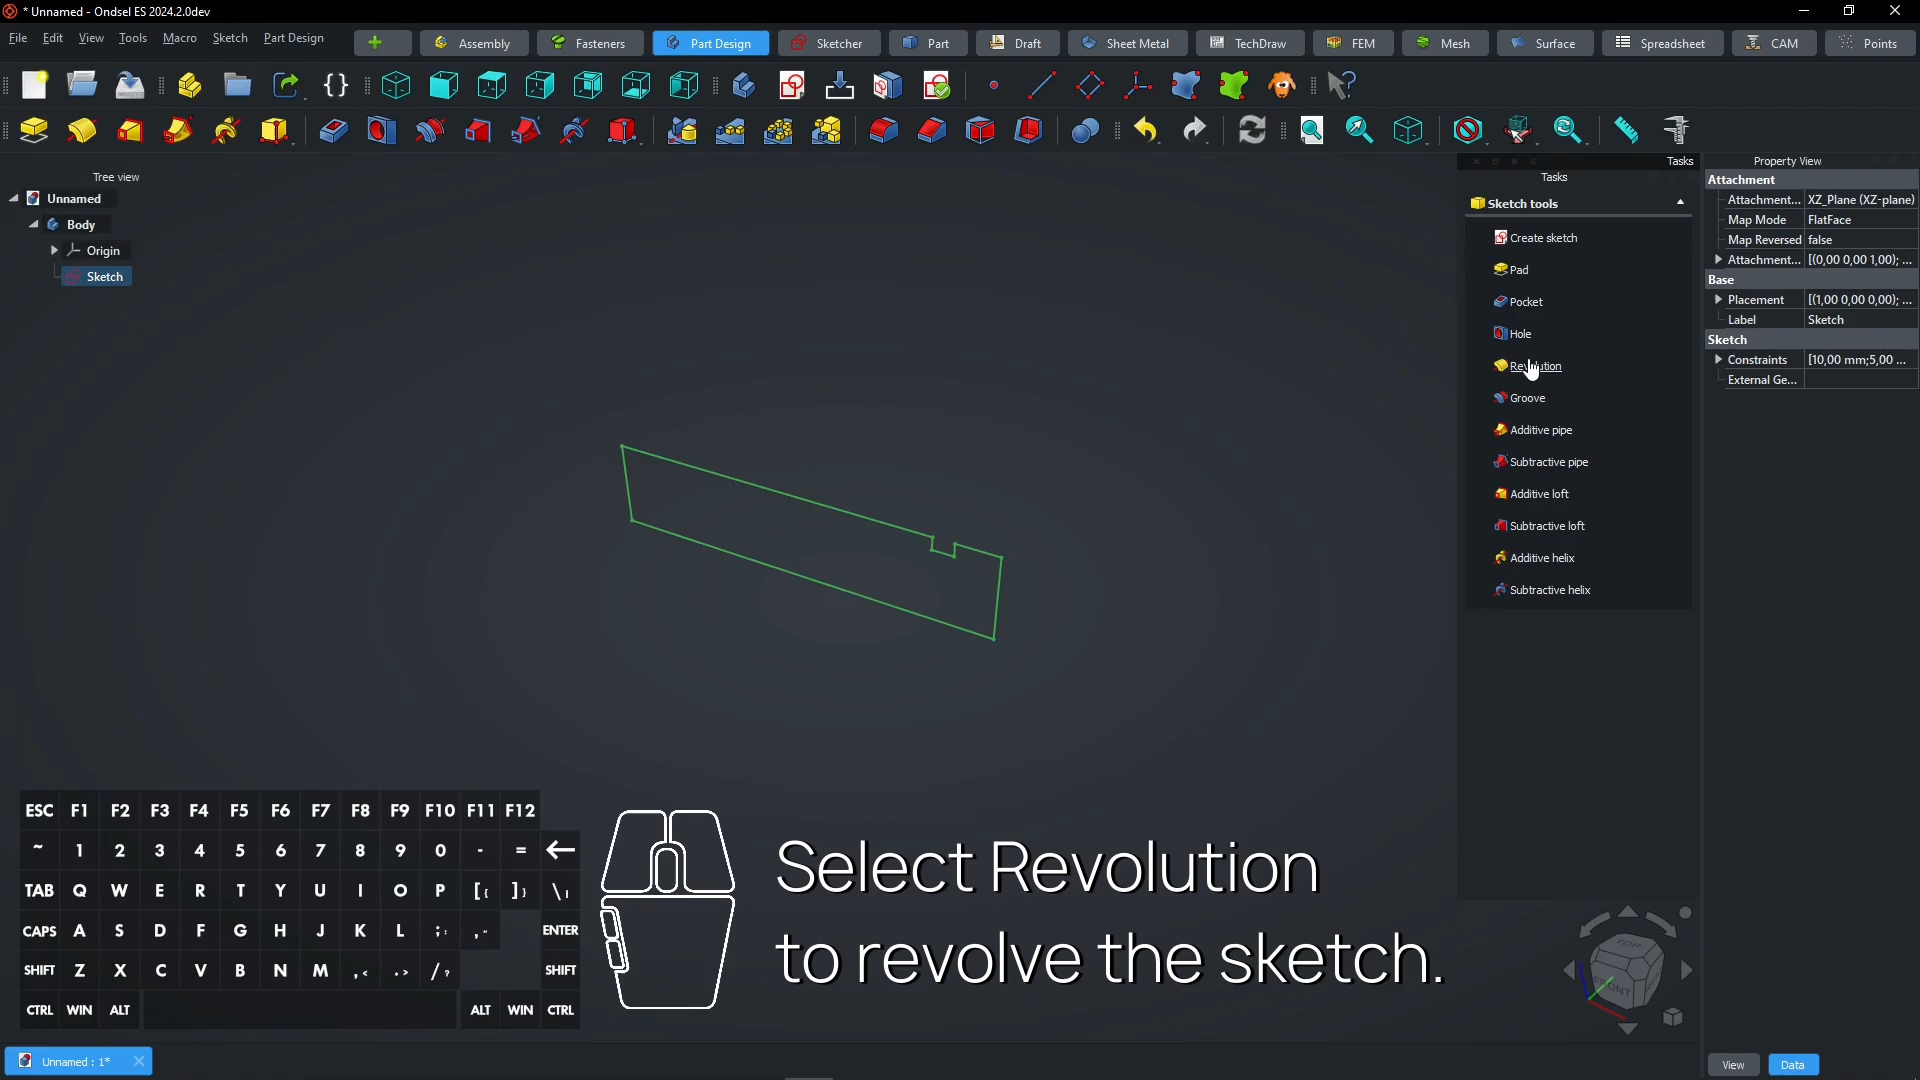 * Unnamed - Ondsel ES 2024.2.0dev
File Edit View Tools Macro Sketch Part Design
Assembly Fasteners Part Design Sketcher Part Draft Sheet Metal TechDraw FEM Mesh Surface Spreadsheet CAM Points
Tree view
Unnamed
Body
Origin
Sketch
Tasks
Tasks
Sketch tools
Create sketch
Pad
Pocket
Hole
Revolution
Groove
Additive pipe
Subtractive pipe
Additive loft
Subtractive loft
Additive helix
Subtractive helix
Property View
Attachment
Attachment... XZ_Plane (XZ-plane)
Map Mode FlatFace
Map Reversed false
Attachment... [(0,00 0,00 1,00); ...
Base
Placement [(1,00 0,00 0,00); ...
Label Sketch
Sketch
Constraints [10,00 mm;5,00 ...
External Ge...
ESC F1 F2 F3 F4 F5 F6 F7 F8 F9 F10 F11 F12
~ 1 2 3 4 5 6 7 8 9 0 - = ←
TAB Q W E R T Y U I O P [{ ]} \|
CAPS A S D F G H J K L ;: ," ENTER
SHIFT Z X C V B N M ,< .> /? SHIFT
CTRL WIN ALT ALT WIN CTRL
Select Revolution
to revolve the sketch.
TOP
FRONT
Unnamed : 1*
View Data